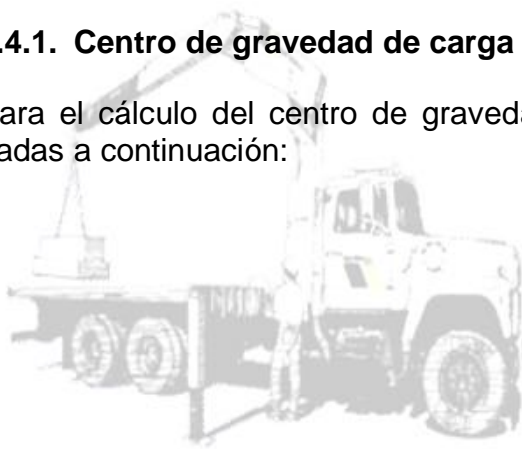 .4.1. Centro de gravedad de carga
ara el cálculo del centro de graveda
adas a continuación: